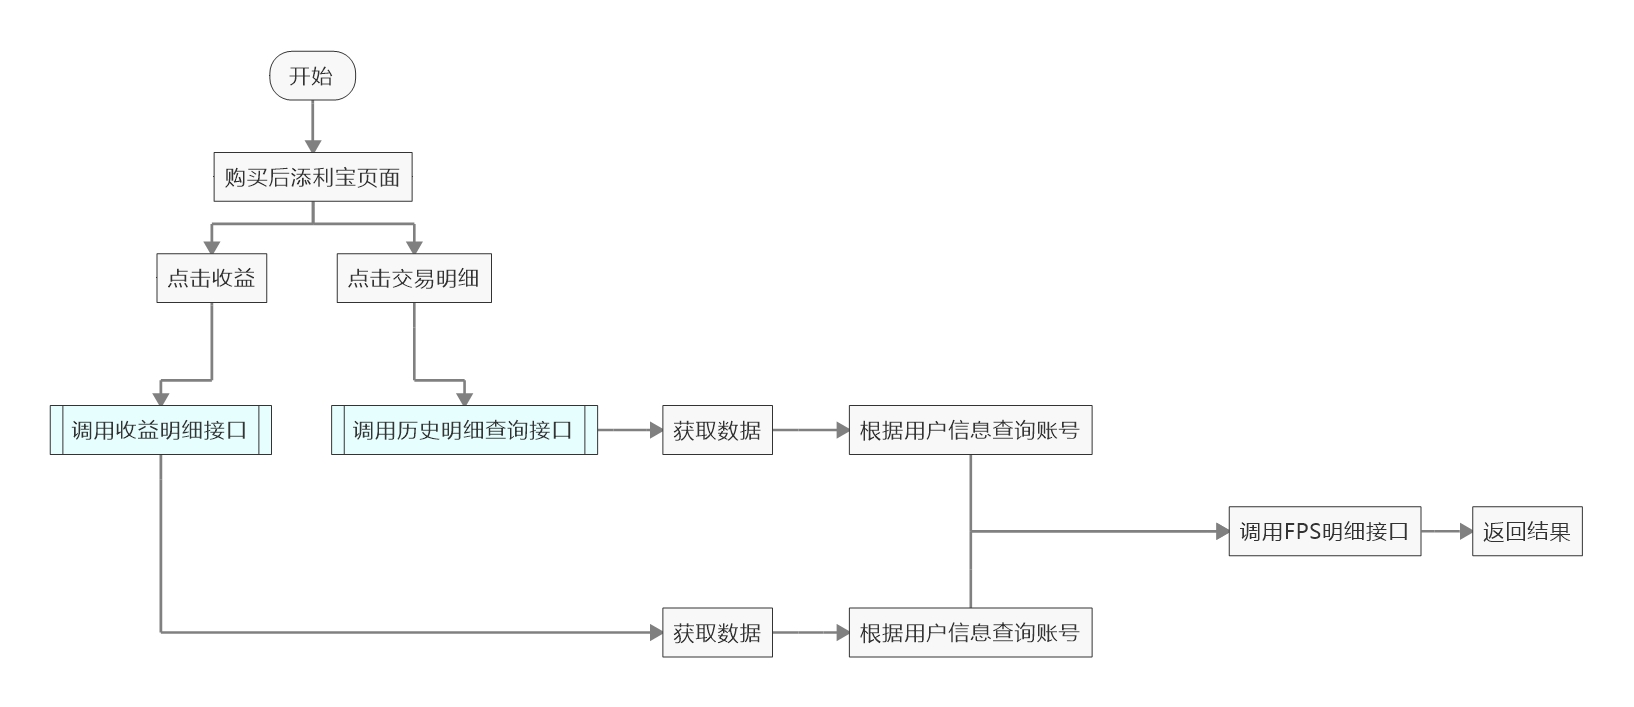 开始
购买后添利宝页面
点击收益
点击交易明细
调用收益明细接口
调用历史明细查询接口
获取数据
根据用户信息查询账号
调用FPS明细接口
返回结果
获取数据
根据用户信息查询账号